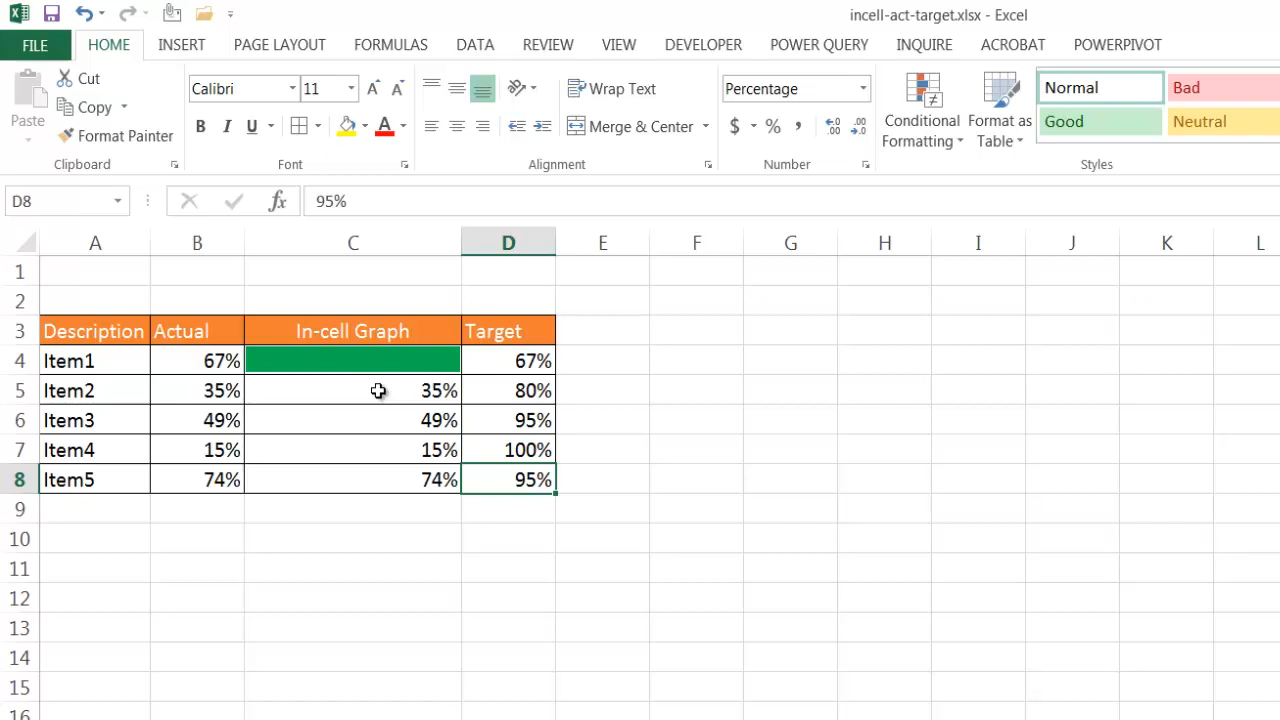 incell-act-target.xlsx - Excel
FILE HOME INSERT PAGE LAYOUT FORMULAS DATA REVIEW VIEW DEVELOPER POWER QUERY INQUIRE ACROBAT POWERPIVOT
Paste
Cut
Copy
Format Painter
Clipboard
Calibri 11
B I U A
Font
Wrap Text
Merge & Center
Alignment
Percentage
$ % ,
Number
Conditional
Formatting
Format as
Table
Normal Bad
Good Neutral
Styles
D8 fx 95%
A B C D E F G H I J K L
1
2
3 Description Actual In-cell Graph Target
4 Item1 67% 67%
5 Item2 35% 35% 80%
6 Item3 49% 49% 95%
7 Item4 15% 15% 100%
8 Item5 74% 74% 95%
9
10
11
12
13
14
15
16